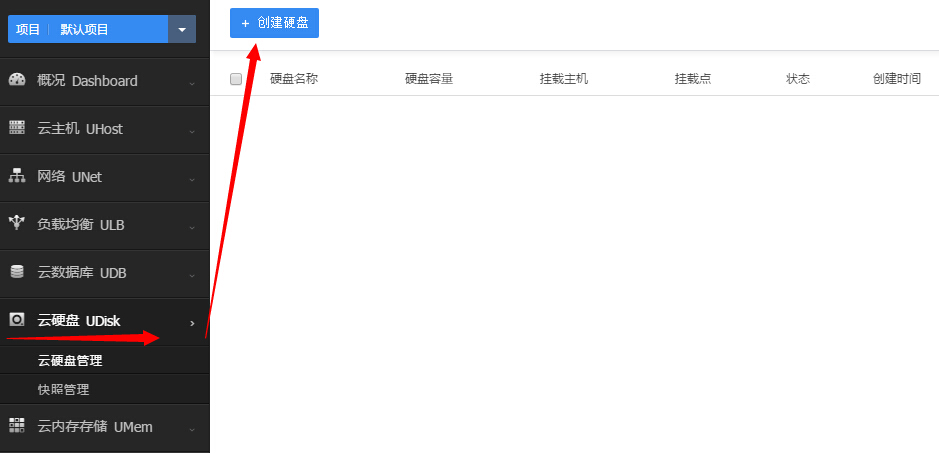 项目 默认项目
概况 Dashboard
云主机 UHost
网络 UNet
负载均衡 ULB
云数据库 UDB
云硬盘 UDisk
云硬盘管理
快照管理
云内存存储 UMem
+ 创建硬盘
硬盘名称 硬盘容量 挂载主机 挂载点 状态 创建时间